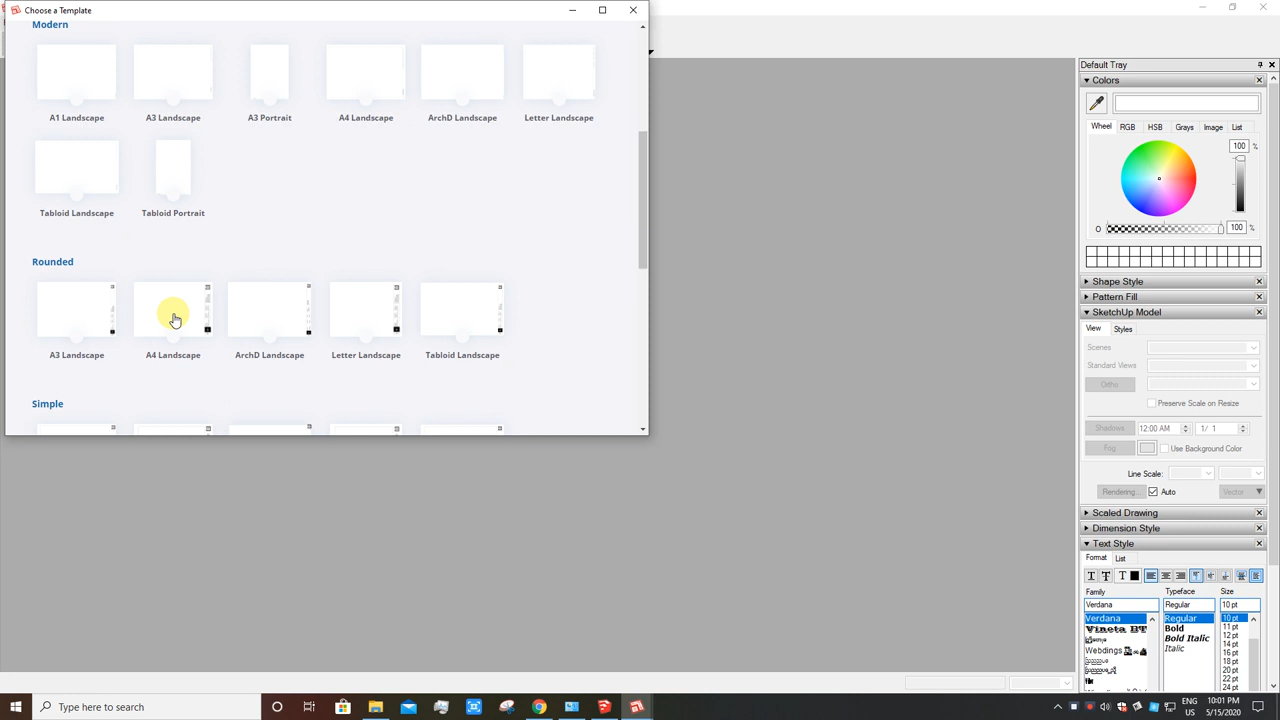 Choose a Template
Modern
A1 Landscape
A3 Landscape
A3 Portrait
A4 Landscape
ArchD Landscape
Letter Landscape
Tabloid Landscape
Tabloid Portrait
Rounded
A3 Landscape
A4 Landscape
ArchD Landscape
Letter Landscape
Tabloid Landscape
Simple
Default Tray
Colors
Wheel RGB HSB Grays Image List
100 %
O 100 %
Shape Style
Pattern Fill
SketchUp Model
View Styles
Scenes
Standard Views
Ortho
Preserve Scale on Resize
Shadows 12:00 AM 1/ 1
Fog Use Background Color
Line Scale:
Rendering... Auto Vector
Scaled Drawing
Dimension Style
Text Style
Format List
Family Typeface Size
Verdana Regular 10 pt
Verdana Regular 10 pt
Vineta BT Bold 11 pt
Bold Italic 12 pt
Webdings Italic 14 pt
16 pt
18 pt
20 pt
22 pt
24 pt
Type here to search
ENG
US
10:01 PM
5/15/2020